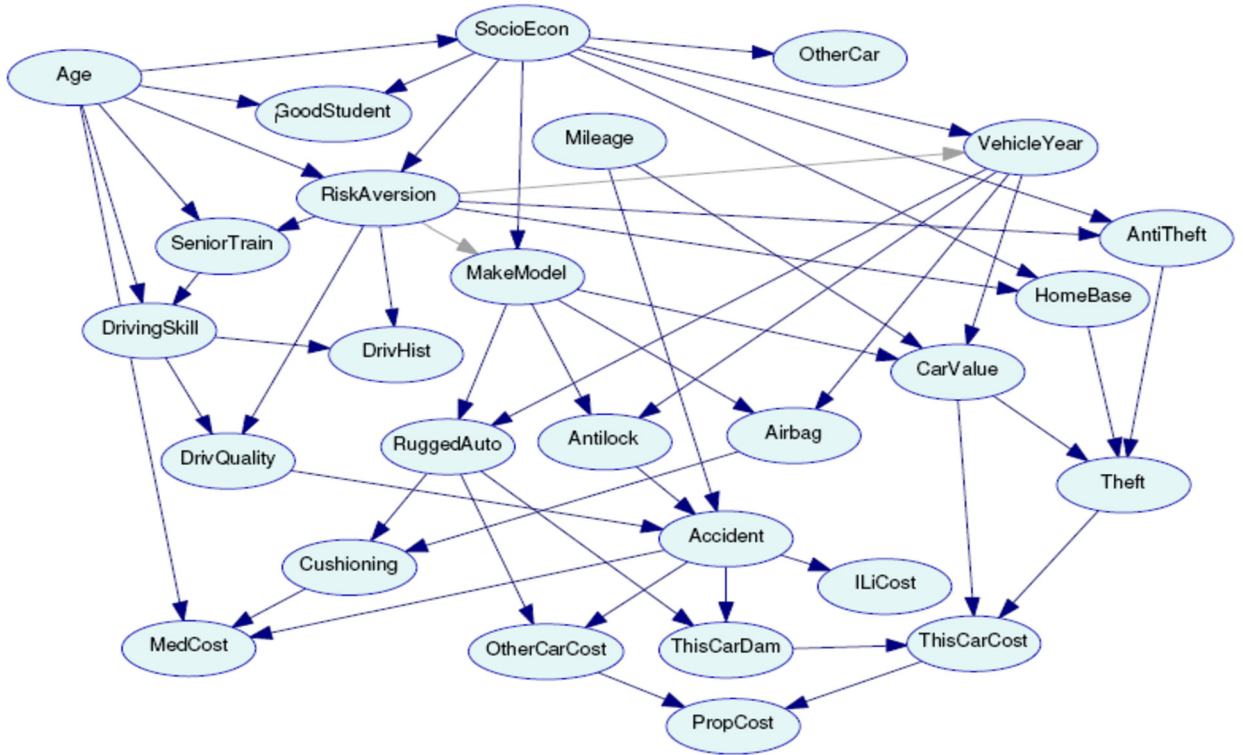 SocioEcon
OtherCar
Age
GoodStudent
Mileage
VehicleYear
RiskAversion
SeniorTrain
AntiTheft
MakeModel
HomeBase
DrivingSkill
DrivHist
CarValue
RuggedAuto
Antilock
Airbag
DrivQuality
Theft
Accident
Cushioning
ILiCost
MedCost
OtherCarCost
ThisCarDam
ThisCarCost
PropCost